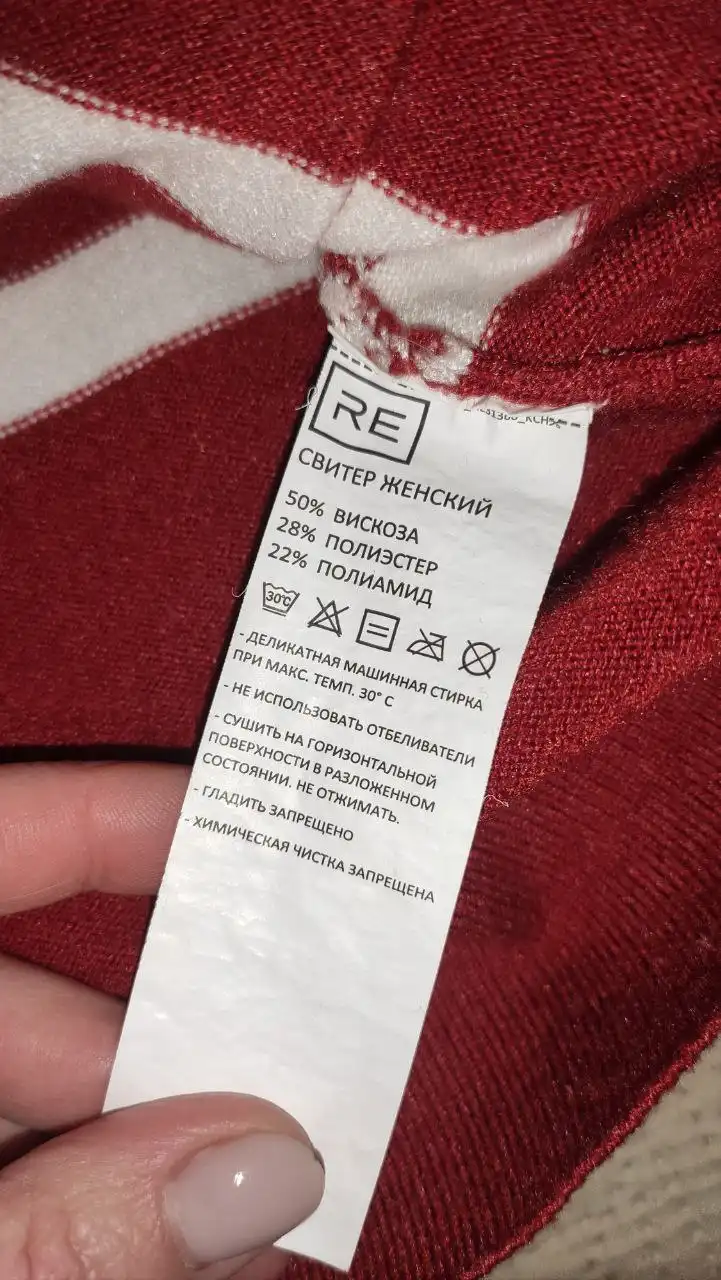 RE
СВИТЕР ЖЕНСКИЙ
50% ВИСКОЗА
28% ПОЛИЭСТЕР
22% ПОЛИАМИД
30°C
- ДЕЛИКАТНАЯ МАШИННАЯ СТИРКА
ПРИ МАКС. ТЕМП. 30° С
- НЕ ИСПОЛЬЗОВАТЬ ОТБЕЛИВАТЕЛИ
- СУШИТЬ НА ГОРИЗОНТАЛЬНОЙ
ПОВЕРХНОСТИ В РАЗЛОЖЕННОМ
СОСТОЯНИИ. НЕ ОТЖИМАТЬ.
- ГЛАДИТЬ ЗАПРЕЩЕНО
- ХИМИЧЕСКАЯ ЧИСТКА ЗАПРЕЩЕНА